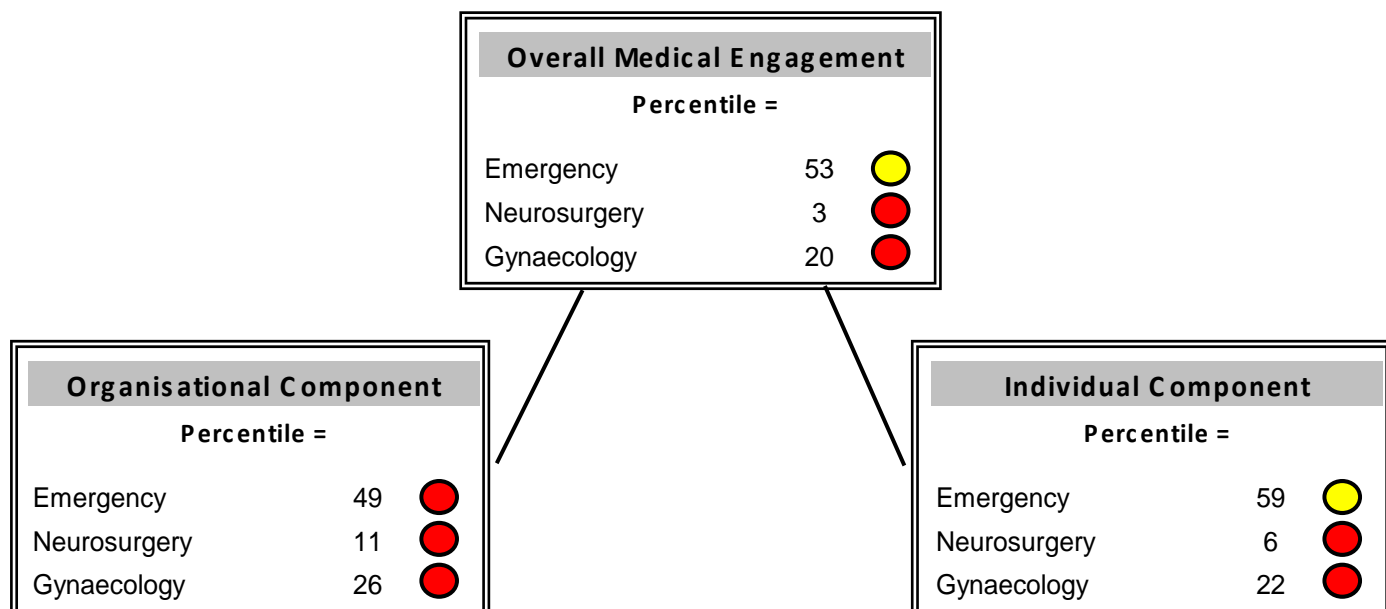 Overall Medical Engagement
Percentile =
Emergency 53
Neurosurgery 3
Gynaecology 20
Organisational Component
Percentile =
Emergency 49
Neurosurgery 11
Gynaecology 26
Individual Component
Percentile =
Emergency 59
Neurosurgery 6
Gynaecology 22